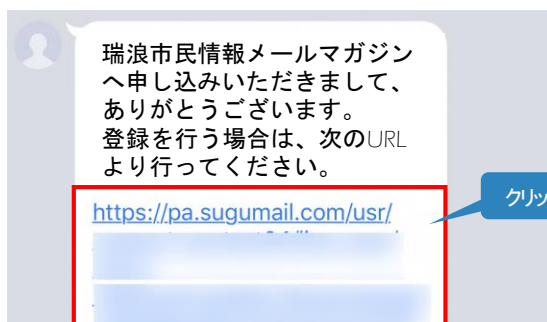 瑞浪市民情報メールマガジン
へ申し込みいただきまして、
ありがとうございます。
登録を行う場合は、次のURL
より行ってください。
https://pa.sugumail.com/usr/
クリッ